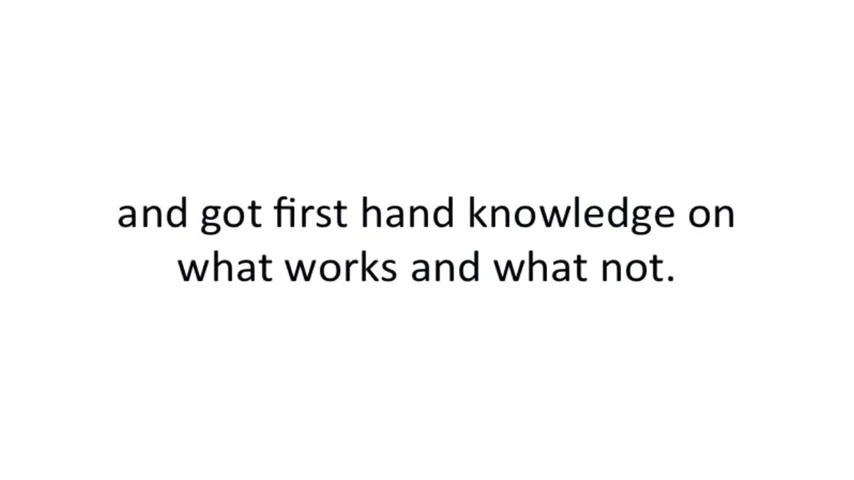 and got first hand knowledge on
what works and what not.